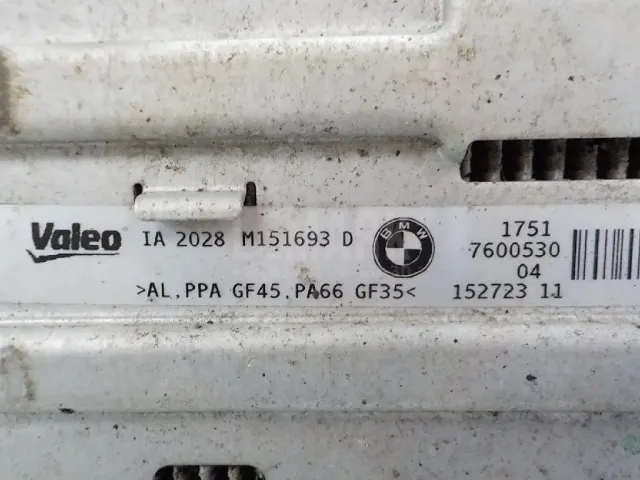 Valeo IA 2028 M151693 D BMW 1751
7600530
04
>AL,PPA GF45,PA66 GF35< 152723 11